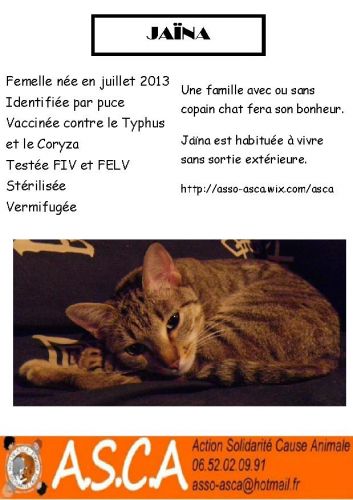 JAÏNA
Femelle née en juillet 2013
Identifiée par puce
Vaccinée contre le Typhus
et le Coryza
Testée FIV et FELV
Stérilisée
Vermifugée
Une famille avec ou sans
copain chat fera son bonheur.
Jaïna est habituée à vivre
sans sortie extérieure.
http://asso-asca.wix.com/asca
A.S.C.A
Action Solidarité Cause Animale
06.52.02.09.91
asso-asca@hotmail.fr